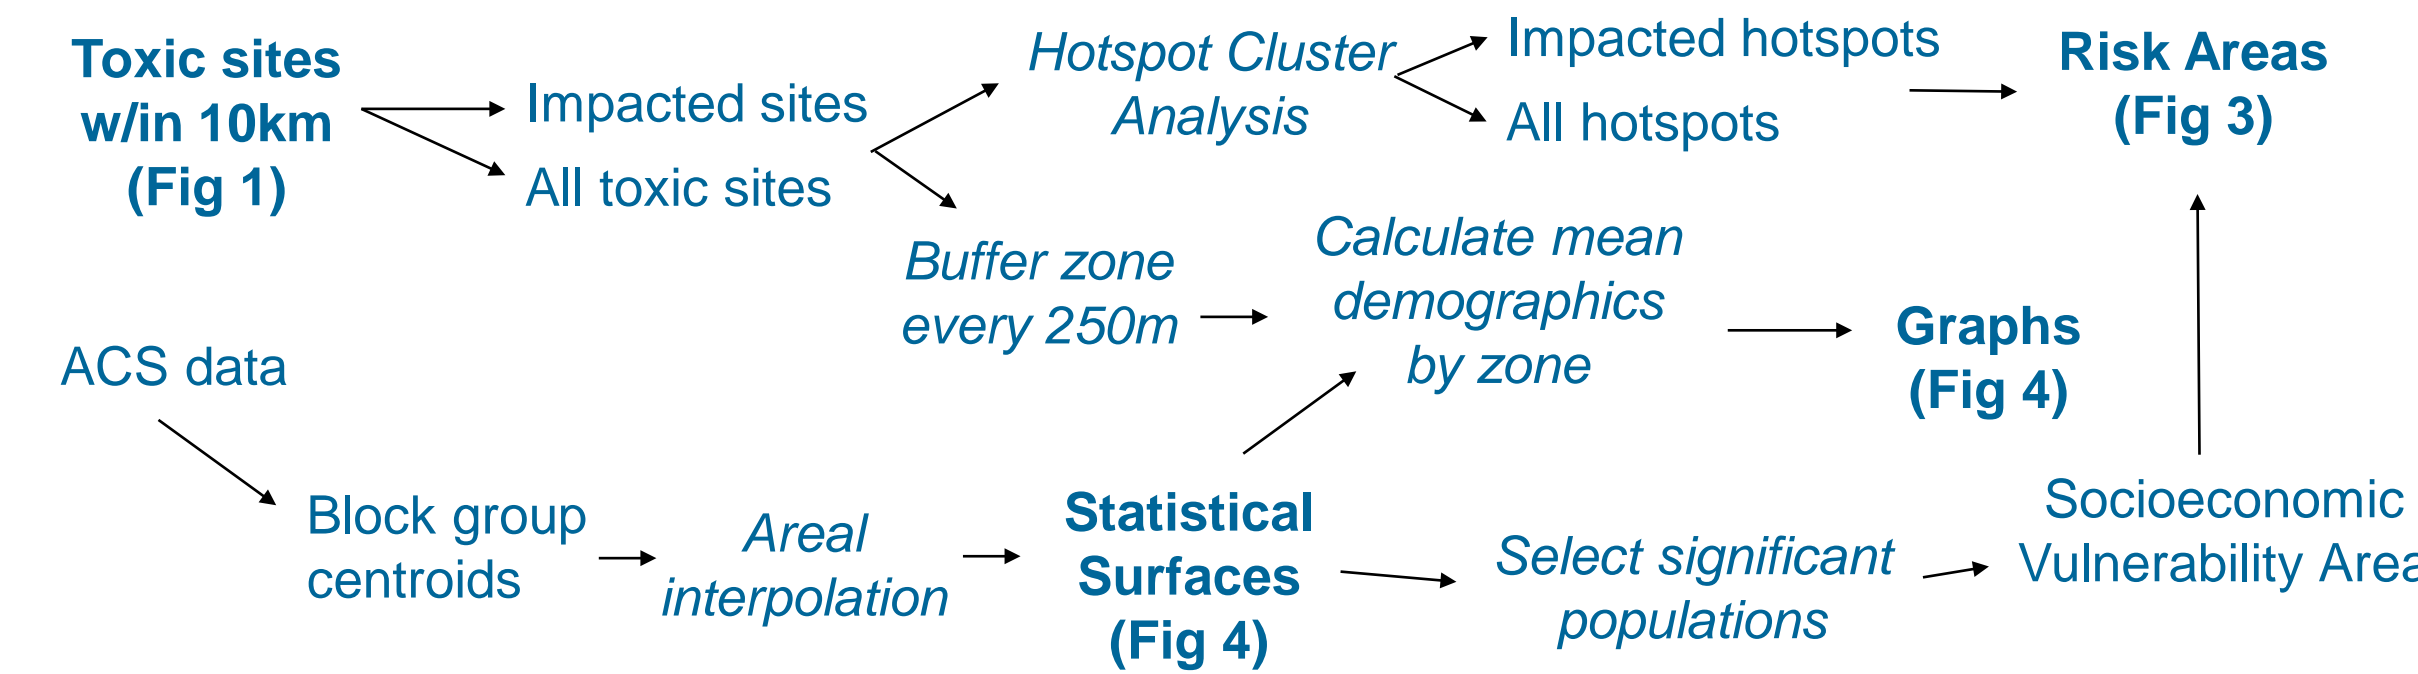 Toxic sites
w/in 10km
(Fig 1)
Impacted sites
All toxic sites
Hotspot Cluster
Analysis
Impacted hotspots
All hotspots
Risk Areas
(Fig 3)
Buffer zone
every 250m
Calculate mean
demographics
by zone
Graphs
(Fig 4)
ACS data
Block group
centroids
Areal
interpolation
Statistical
Surfaces
(Fig 4)
Select significant
populations
Socioeconomic
Vulnerability Area